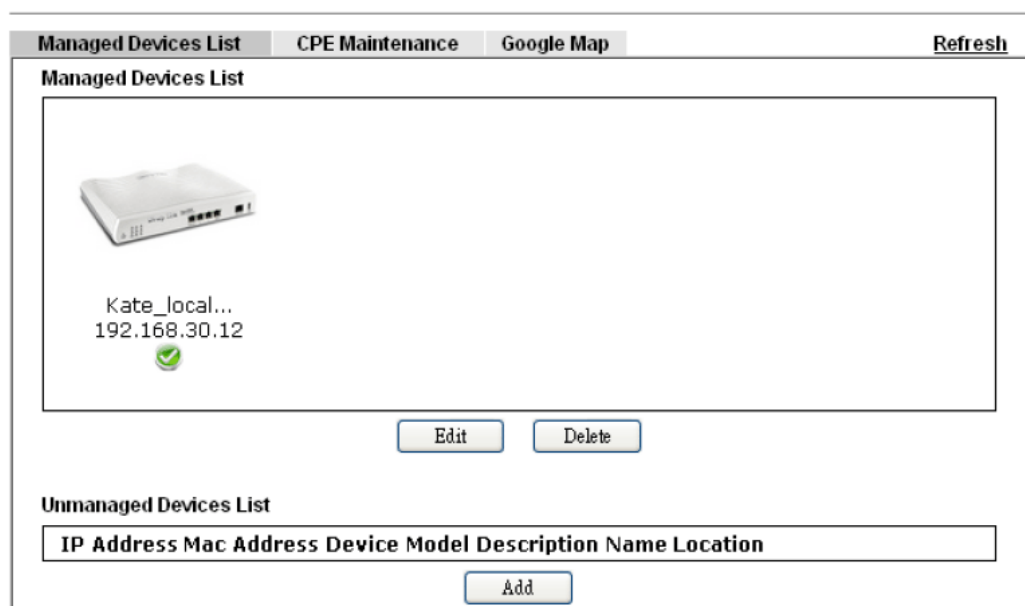 Managed Devices List CPE Maintenance Google Map Refresh
Managed Devices List
Kate_local...
192.168.30.12
Edit Delete
Unmanaged Devices List
IP Address Mac Address Device Model Description Name Location
Add